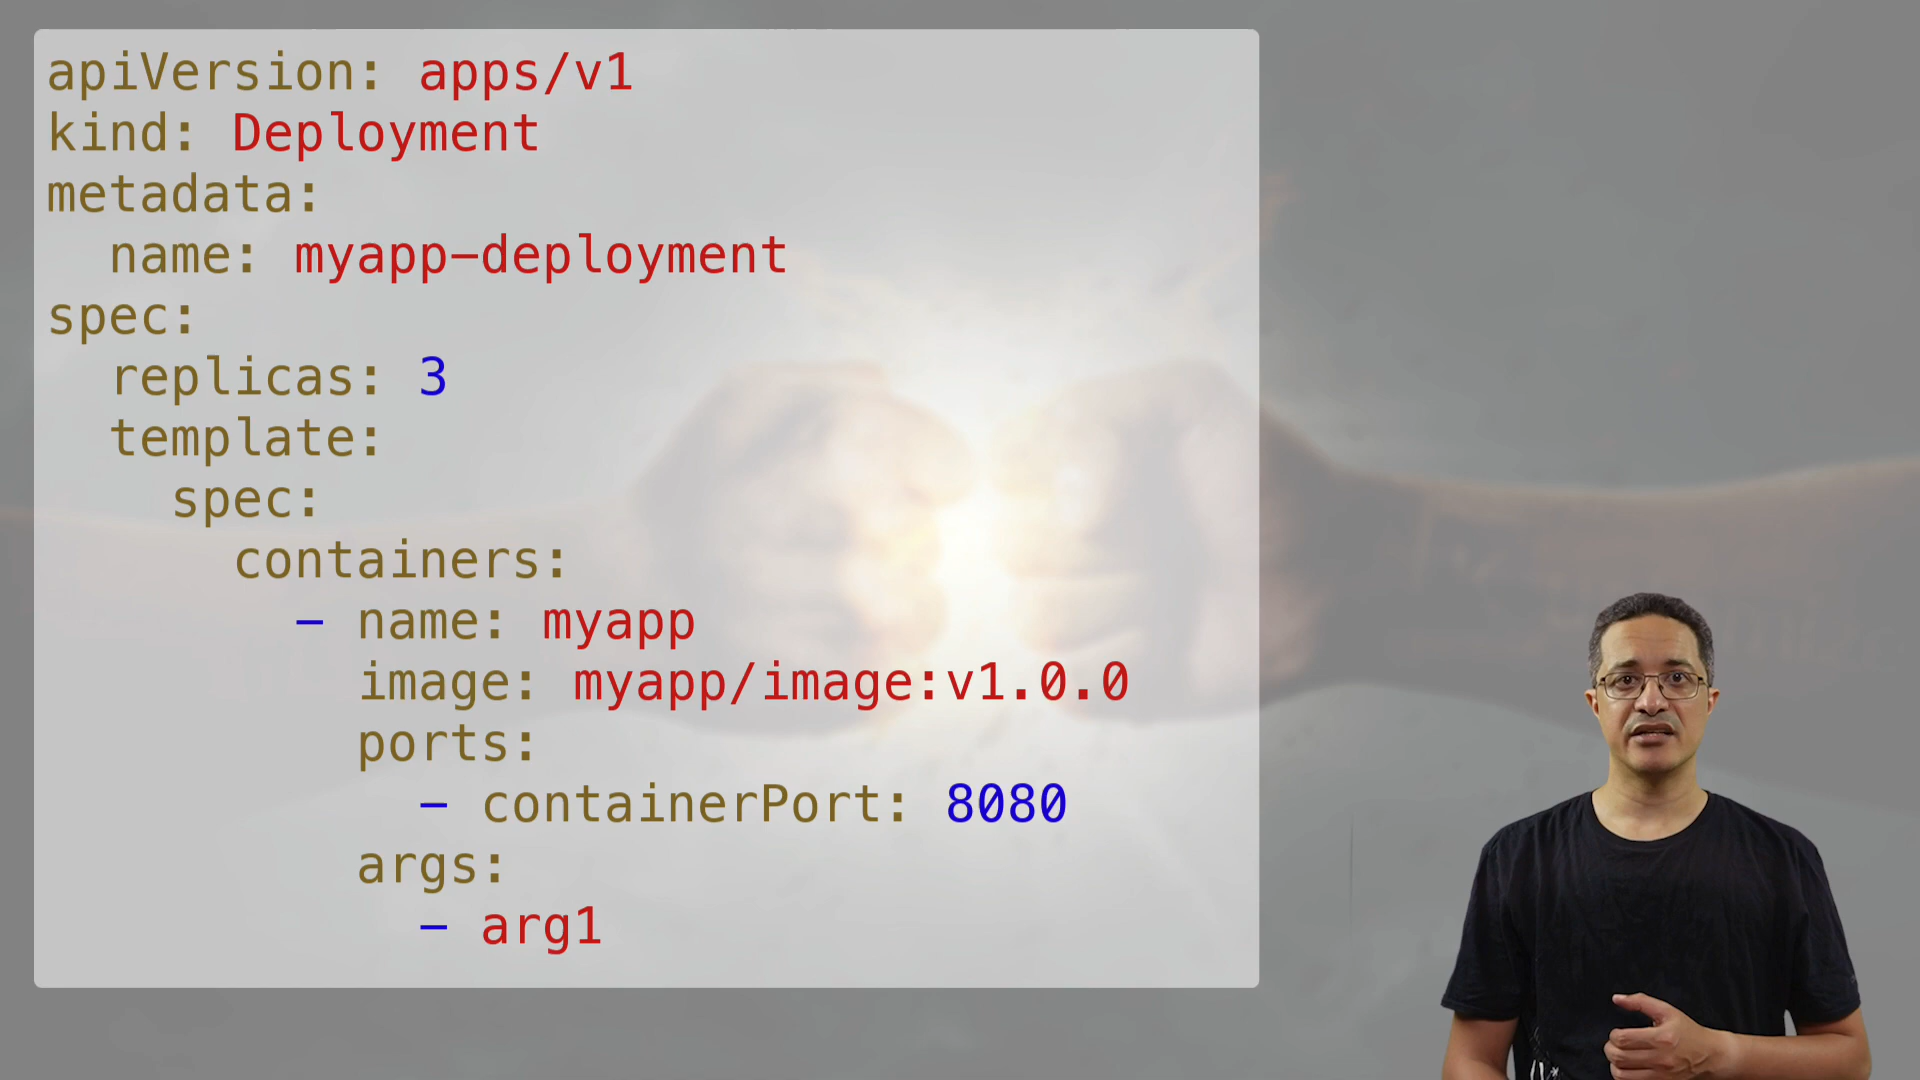 apiVersion: apps/v1
kind: Deployment
metadata:
  name: myapp-deployment
spec:
  replicas: 3
  template:
    spec:
      containers:
        - name: myapp
          image: myapp/image:v1.0.0
          ports:
            - containerPort: 8080
          args:
            - arg1